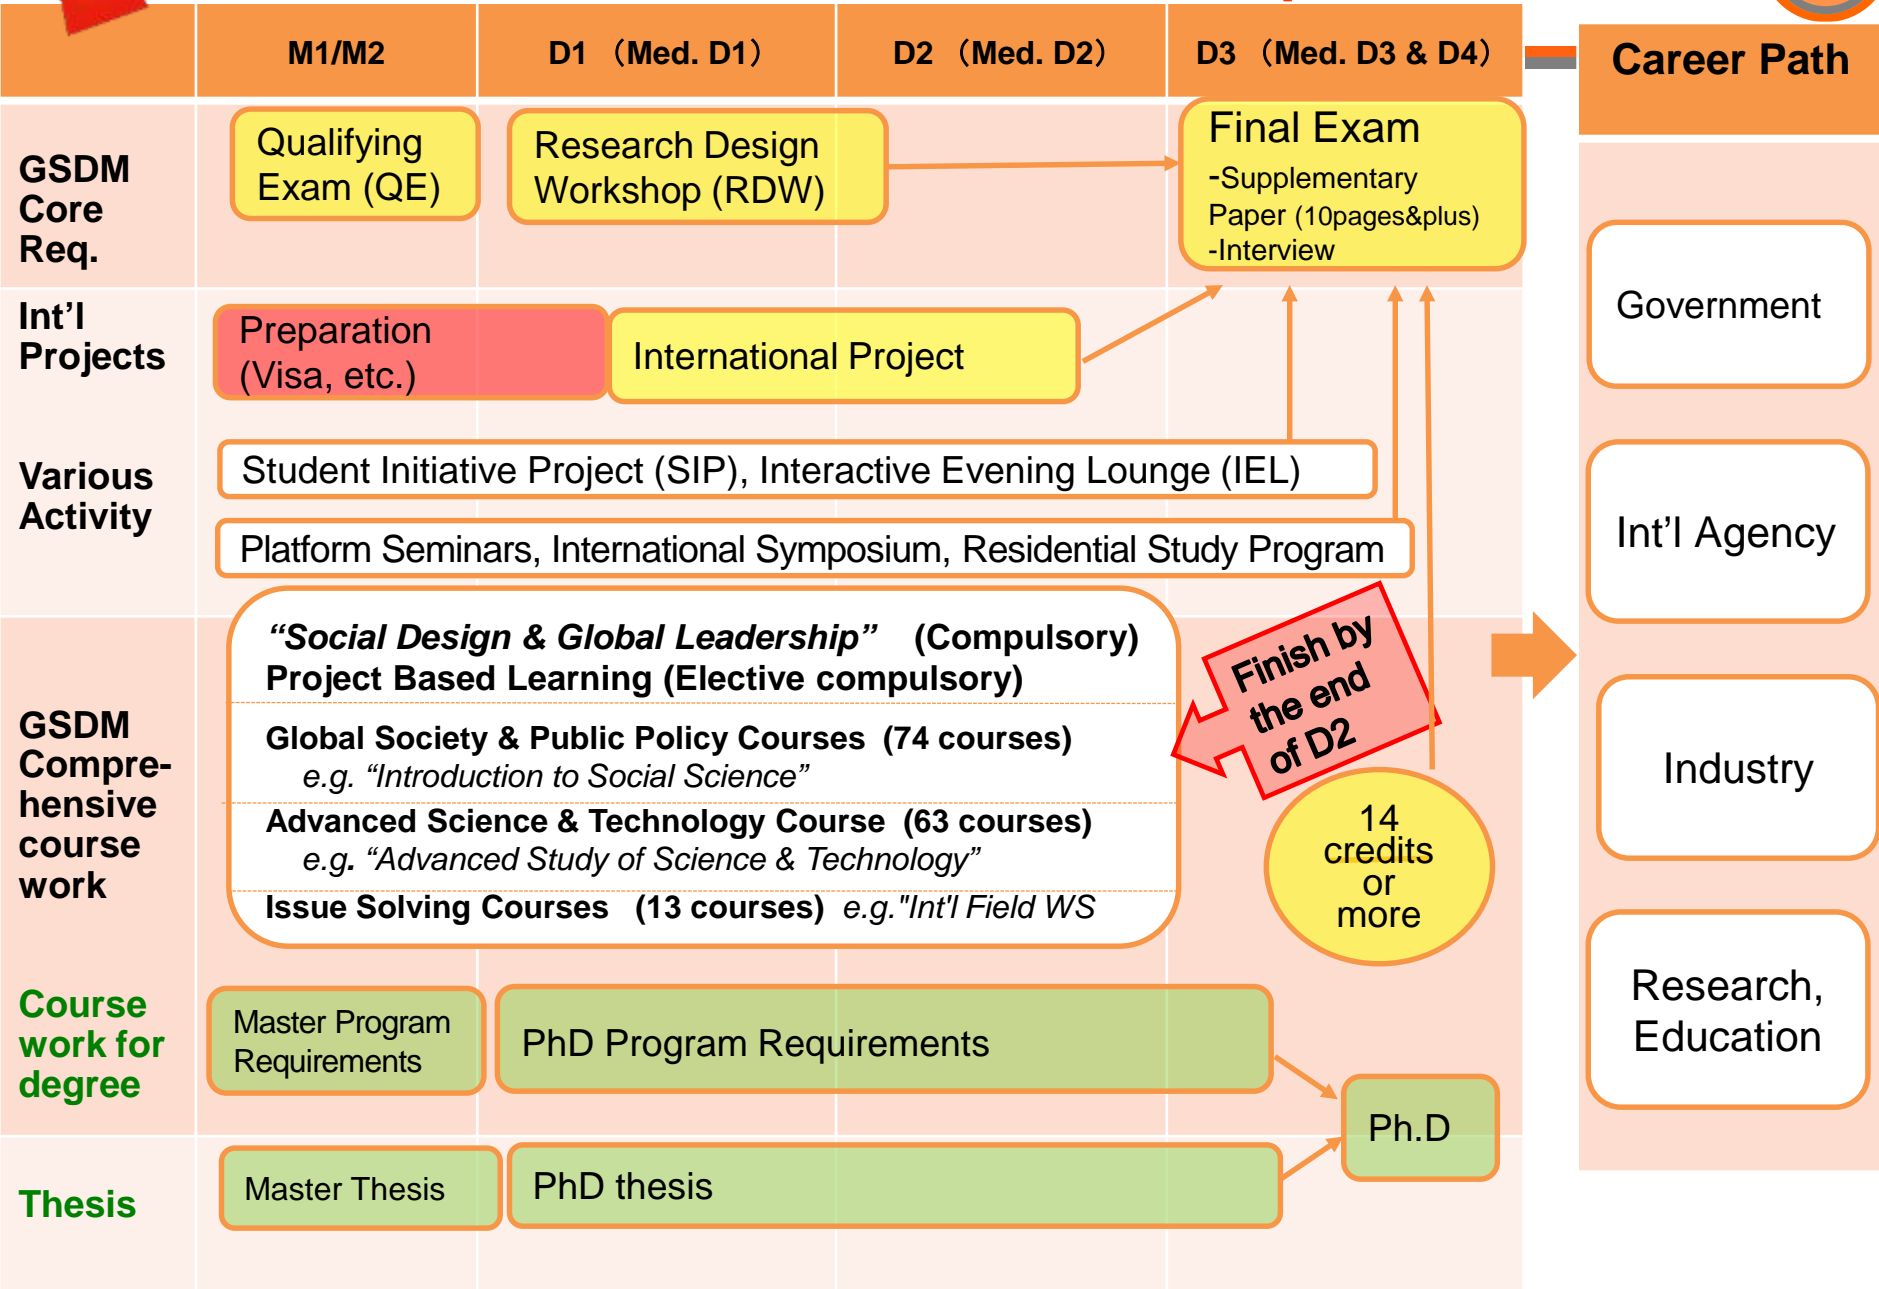 M1/M2
D1 （Med. D1）
D2 （Med. D2）
D3 （Med. D3 & D4）
Career Path
GSDM
Core
Req.
Qualifying
Exam (QE)
Research Design
Workshop (RDW)
Final Exam
-Supplementary
Paper (10pages&plus)
-Interview
Int’l
Projects
Preparation
(Visa, etc.)
International Project
Various
Activity
Student Initiative Project (SIP), Interactive Evening Lounge (IEL)
Platform Seminars, International Symposium, Residential Study Program
GSDM
Compre-
hensive
course
work
“Social Design & Global Leadership” (Compulsory)
Project Based Learning (Elective compulsory)
Global Society & Public Policy Courses (74 courses)
e.g. “Introduction to Social Science”
Advanced Science & Technology Course (63 courses)
e.g. “Advanced Study of Science & Technology”
Issue Solving Courses (13 courses) e.g."Int'l Field WS
Finish by
the end
of D2
14
credits
or
more
Course
work for
degree
Master Program
Requirements
PhD Program Requirements
Ph.D
Thesis
Master Thesis
PhD thesis
Government
Int’l Agency
Industry
Research,
Education